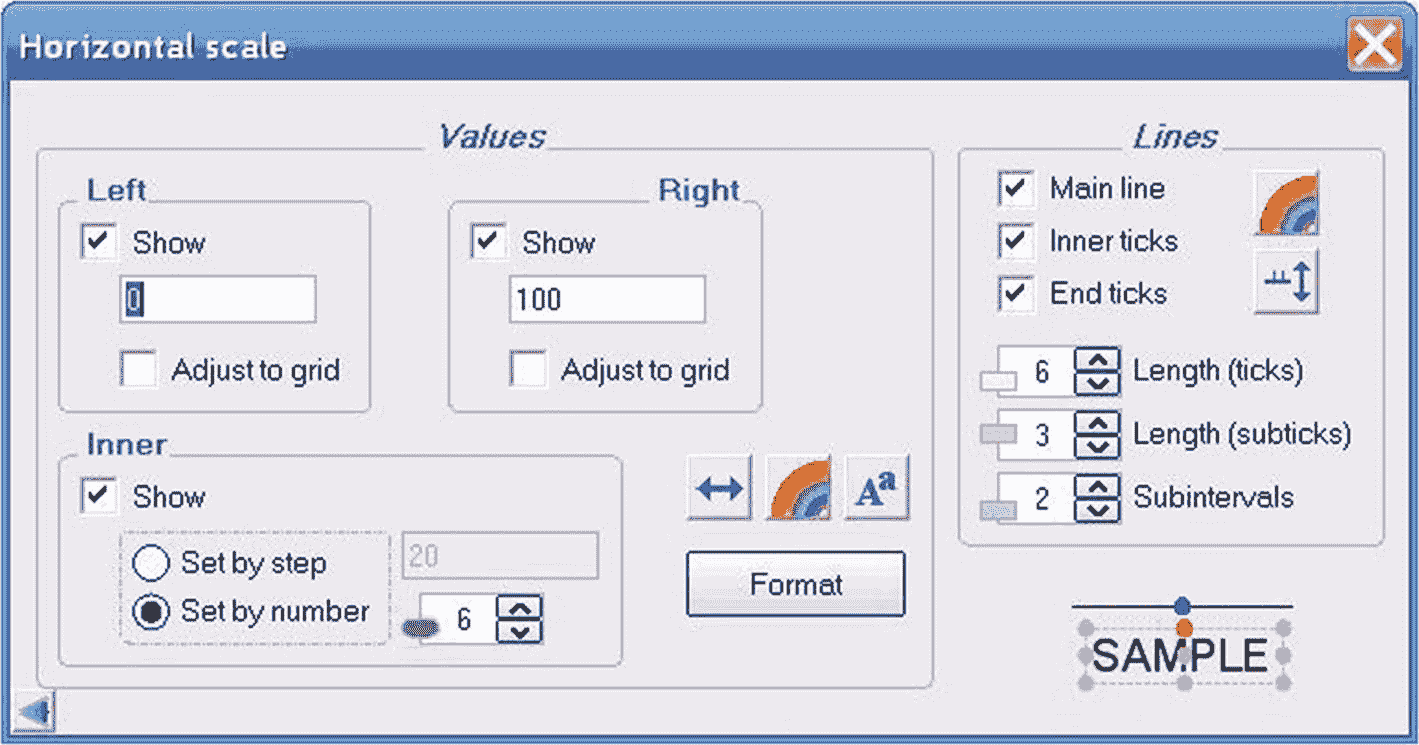 Horizontal scale
Values
Left
Show
0
Adjust to grid
Right
Show
100
Adjust to grid
Inner
Show
Set by step
20
Set by number
6
Aa
Format
Lines
Main line
Inner ticks
End ticks
6 Length (ticks)
3 Length (subticks)
2 Subintervals
SAMPLE